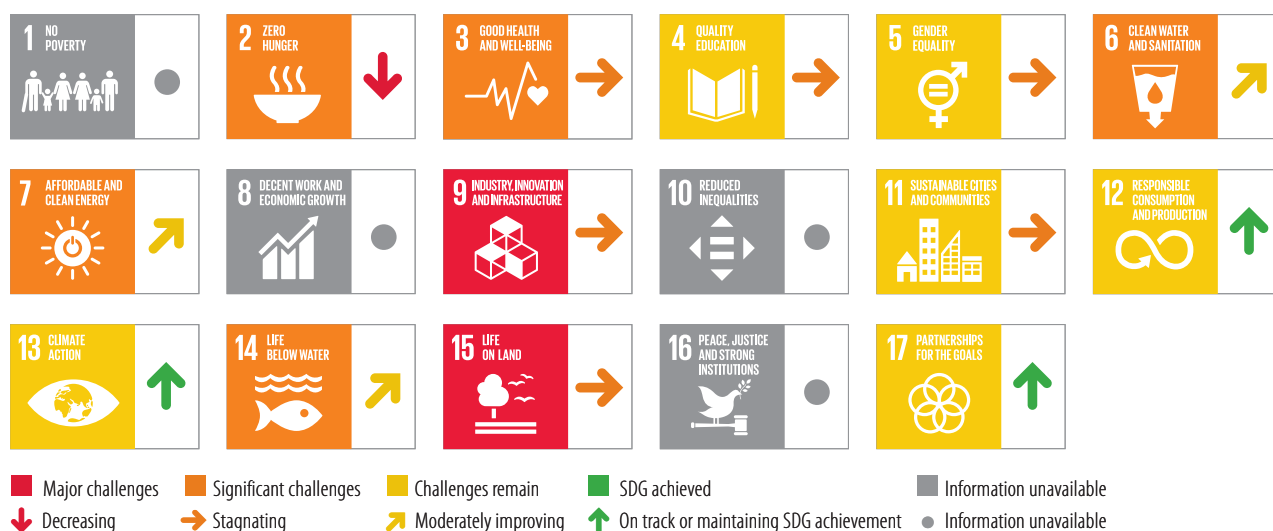 1 NO
POVERTY
2 ZERO
HUNGER
3 GOOD HEALTH
AND WELL-BEING
4 QUALITY
EDUCATION
5 GENDER
EQUALITY
6 CLEAN WATER
AND SANITATION
7 AFFORDABLE AND
CLEAN ENERGY
8 DECENT WORK AND
ECONOMIC GROWTH
9 INDUSTRY, INNOVATION
AND INFRASTRUCTURE
10 REDUCED
INEQUALITIES
11 SUSTAINABLE CITIES
AND COMMUNITIES
12 RESPONSIBLE
CONSUMPTION
AND PRODUCTION
13 CLIMATE
ACTION
14 LIFE
BELOW WATER
15 LIFE
ON LAND
16 PEACE, JUSTICE
AND STRONG
INSTITUTIONS
17 PARTNERSHIPS
FOR THE GOALS
Major challenges Significant challenges Challenges remain SDG achieved Information unavailable
Decreasing Stagnating Moderately improving On track or maintaining SDG achievement Information unavailable